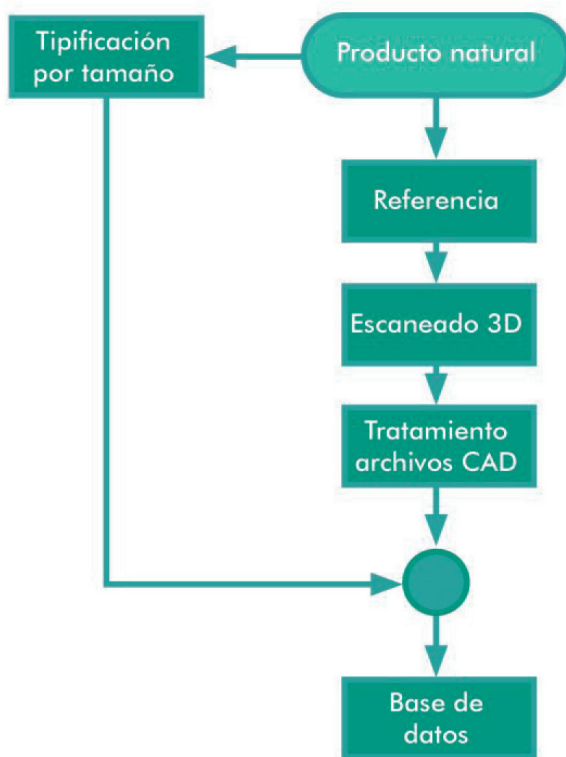 Tipificación
por tamaño
Producto natural
Referencia
Escaneado 3D
Tratamiento
archivos CAD
Base de
datos